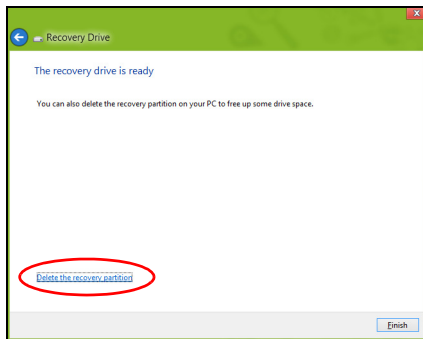 Recovery Drive
The recovery drive is ready
You can also delete the recovery partition on your PC to free up some drive space.
Delete the recovery partition
Finish